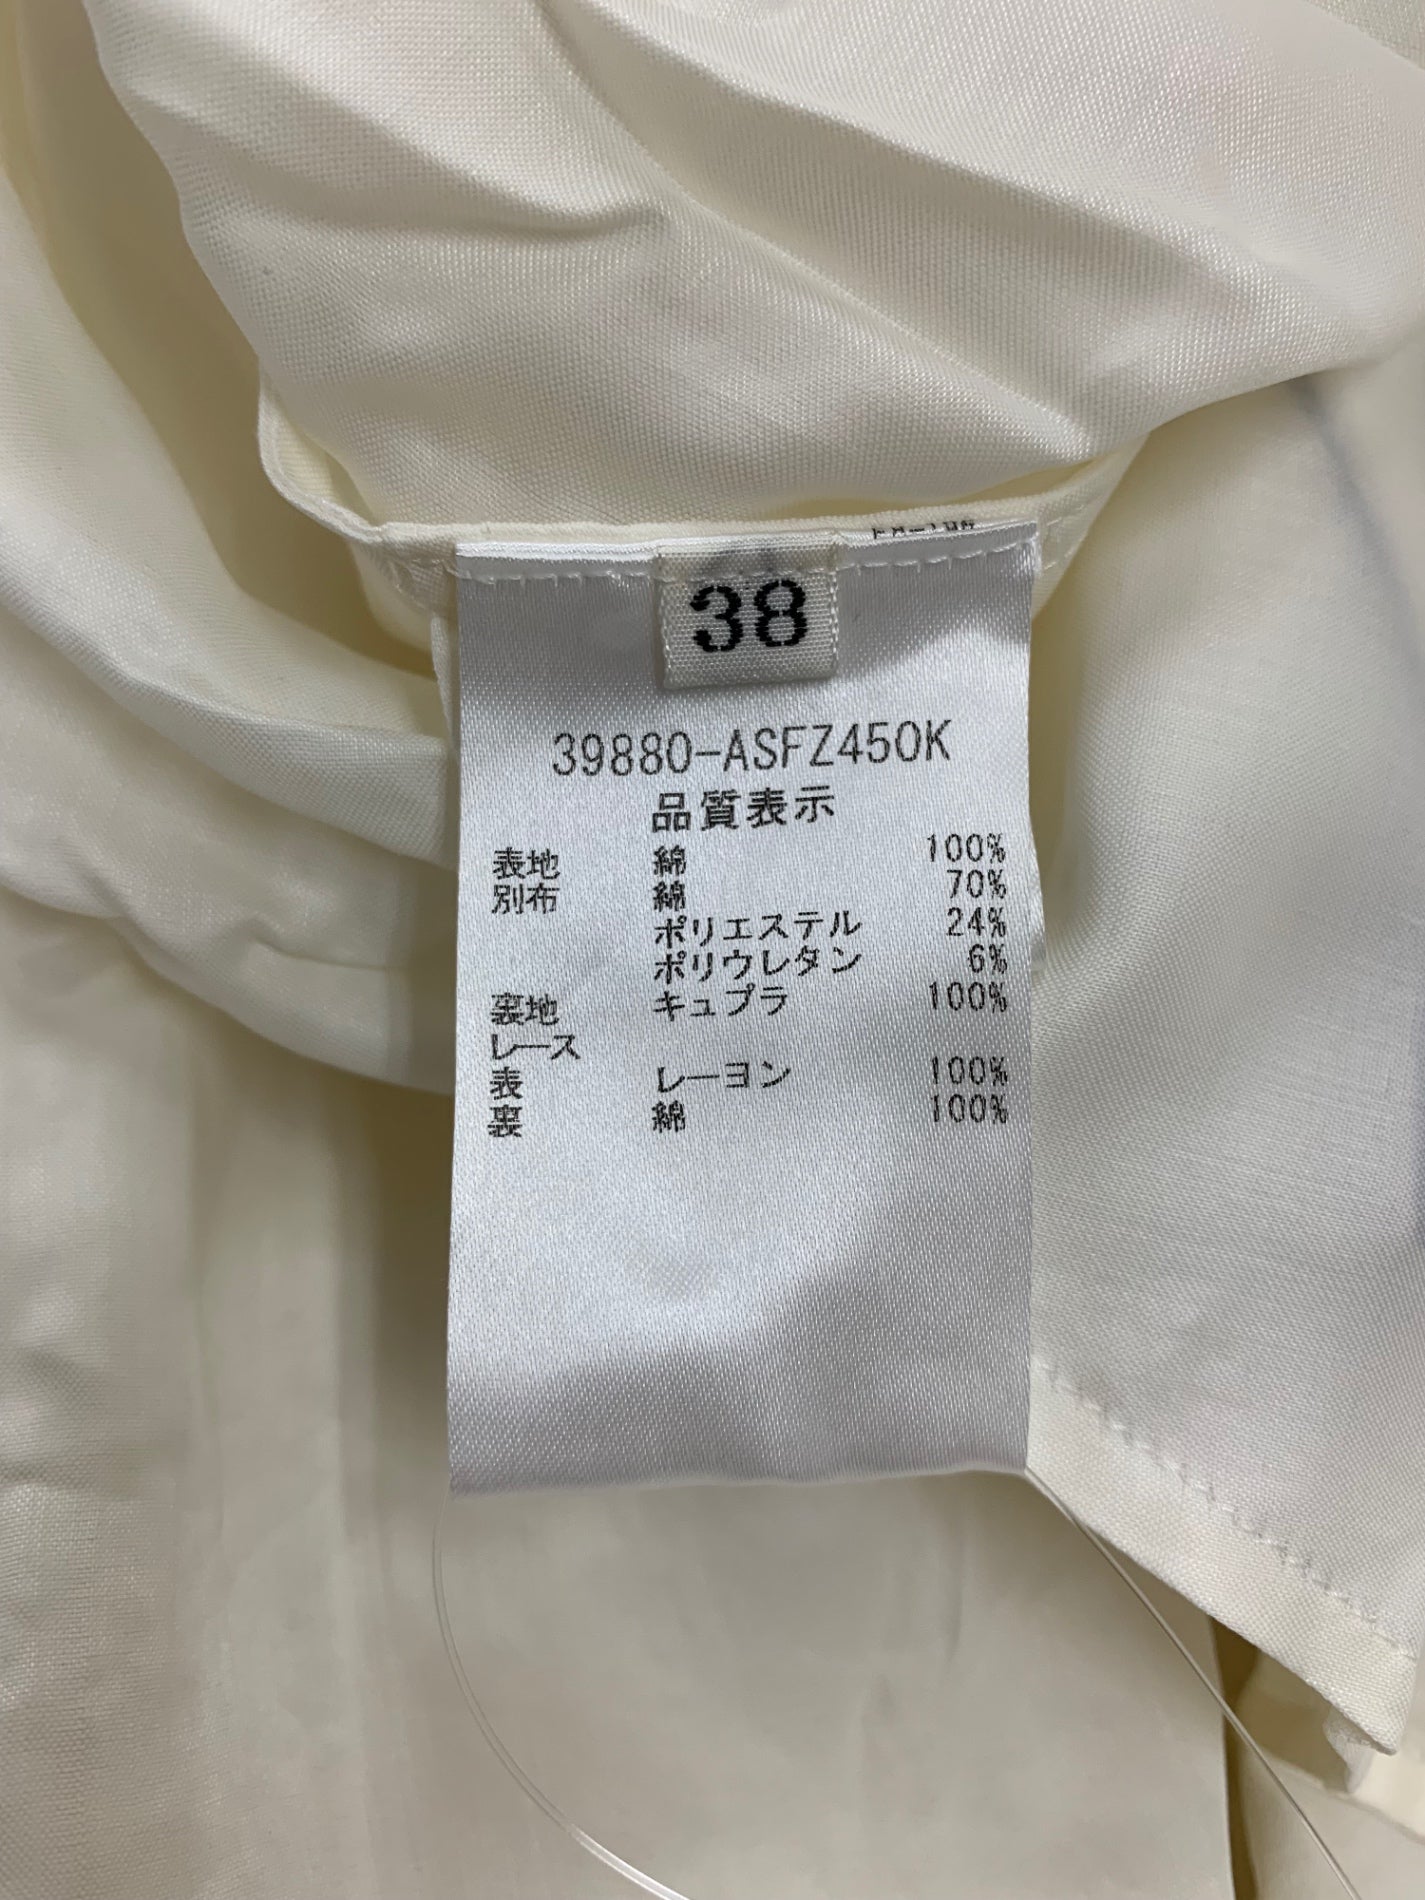 38
39880-ASFZ450K
品質表示
表地 綿 100%
別布 綿 70%
ポリエステル 24%
ポリウレタン 6%
裏地 キュプラ 100%
レース
表 レーヨン 100%
裏 綿 100%